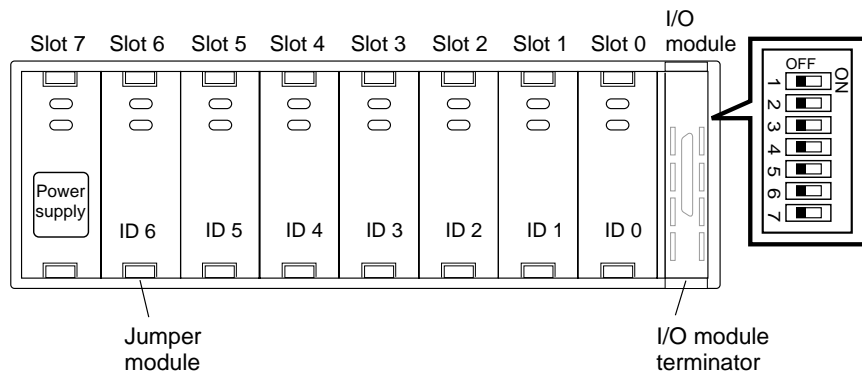 I/O
module
Slot 7 Slot 6 Slot 5 Slot 4 Slot 3 Slot 2 Slot 1 Slot 0
OFF
ON
1
2
3
4
5
6
7
Power
supply
ID 6 ID 5 ID 4 ID 3 ID 2 ID 1 ID 0
Jumper
module
I/O module
terminator